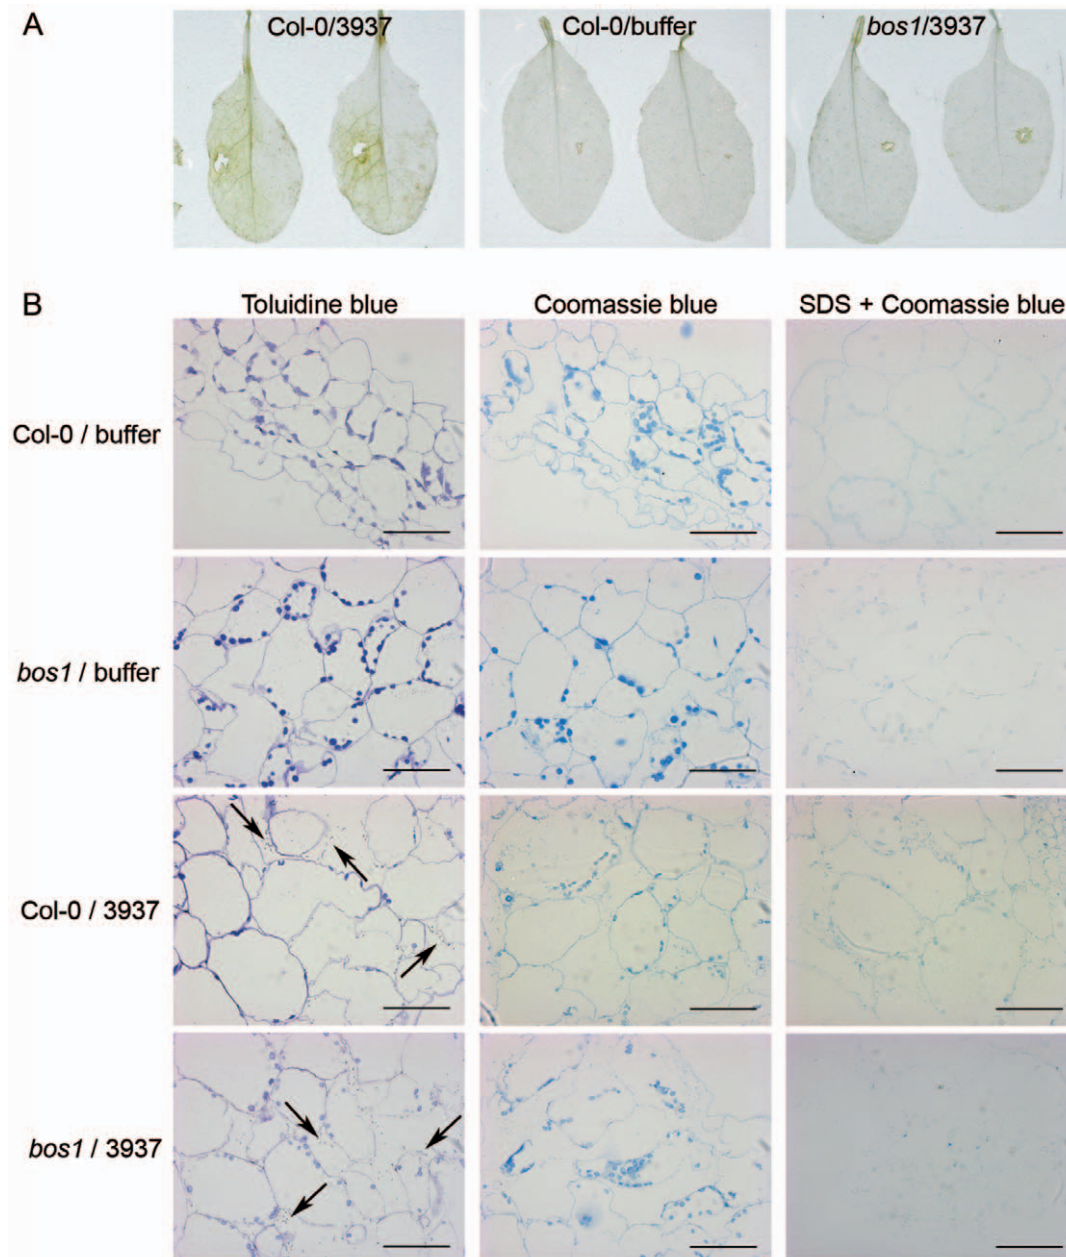 A
Col-0/3937
Col-0/buffer
bos1/3937
B
Toluidine blue
Coomassie blue
SDS + Coomassie blue
Col-0 / buffer
bos1 / buffer
Col-0 / 3937
bos1 / 3937